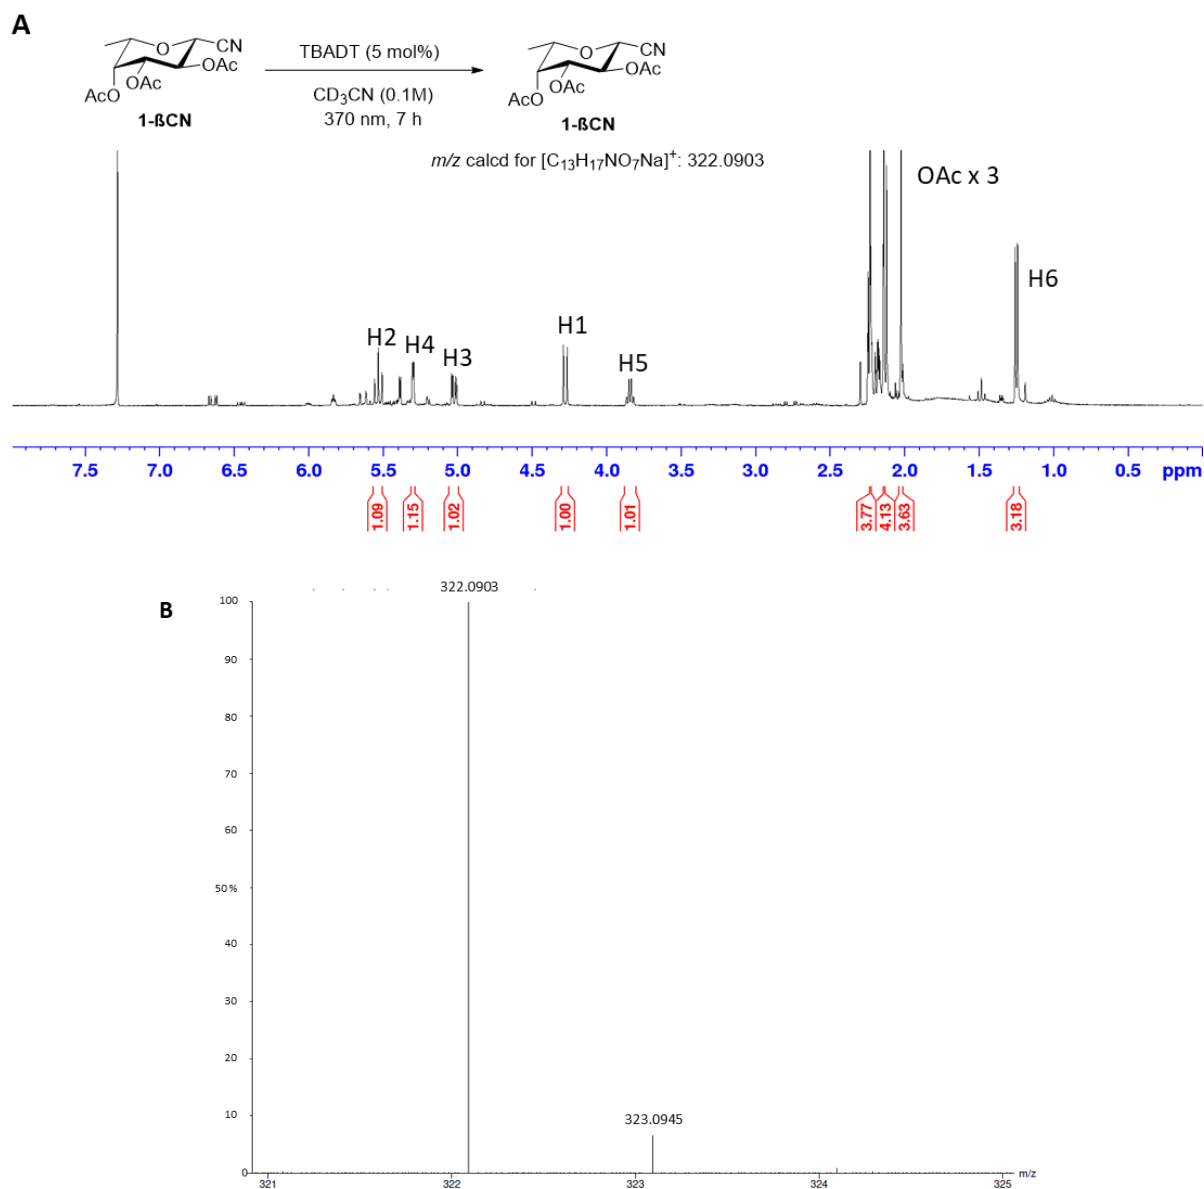 A
O CN
OAc
OAc
AcO
1-ßCN
TBADT (5 mol%)
CD3CN (0.1M)
370 nm, 7 h
O CN
OAc
OAc
AcO
1-ßCN
m/z calcd for [C13H17NO7Na]+: 322.0903
OAc x 3
H6
H2
H4
H3
H1
H5
7.5 7.0 6.5 6.0 5.5 5.0 4.5 4.0 3.5 3.0 2.5 2.0 1.5 1.0 0.5 ppm
1.09 1.15 1.02 1.00 1.01 3.77 4.13 3.63 3.18
B
322.0903
100
90
80
70
60
50 %
40
30
20
10
323.0945
0
321 322 323 324 325 m/z